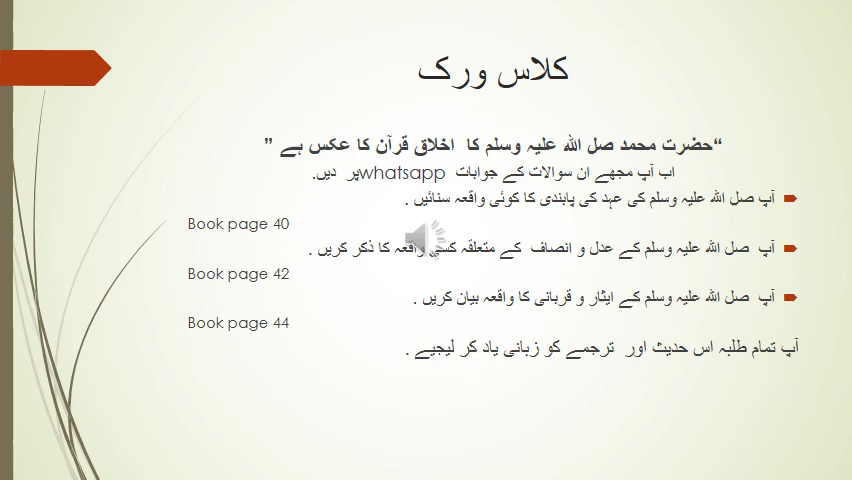 کلاس ورک
“حضرت محمد صل اللہ علیہ وسلم کا اخلاق قرآن کا عکس ہے ”
اب آپ مجھے ان سوالات کے جوابات whatsapp پر دیں.
آپ صل اللہ علیہ وسلم کی عہد کی پابندی کا کوئی واقعہ سنائیں .
Book page 40
آپ صل اللہ علیہ وسلم کے عدل و انصاف کے متعلقہ کسی واقعہ کا ذکر کریں .
Book page 42
آپ صل اللہ علیہ وسلم کے ایثار و قربانی کا واقعہ بیان کریں .
Book page 44
آپ تمام طلبہ اس حدیث اور ترجمے کو زبانی یاد کر لیجیے .